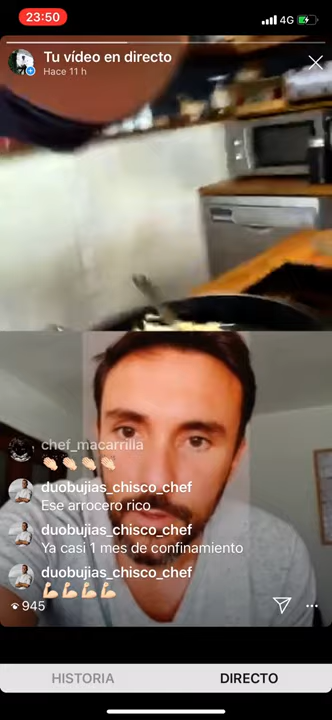 23:50
4G
Tu vídeo en directo
Hace 11 h
chef_macarrilla
👏🏻👏🏻👏🏻👏🏻
duobujias_chisco_chef
Ese arrocero rico
duobujias_chisco_chef
Ya casi 1 mes de confinamiento
duobujias_chisco_chef
💪🏼💪🏼💪🏼💪🏼
945
HISTORIA
DIRECTO